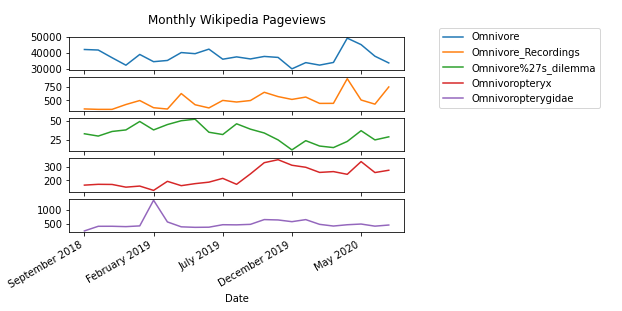 Monthly Wikipedia Pageviews
50000
40000
30000
750
500
50
25
300
200
1000
500
September 2018
February 2019
July 2019
December 2019
May 2020
Date
Omnivore
Omnivore_Recordings
Omnivore%27s_dilemma
Omnivoropteryx
Omnivoropterygidae